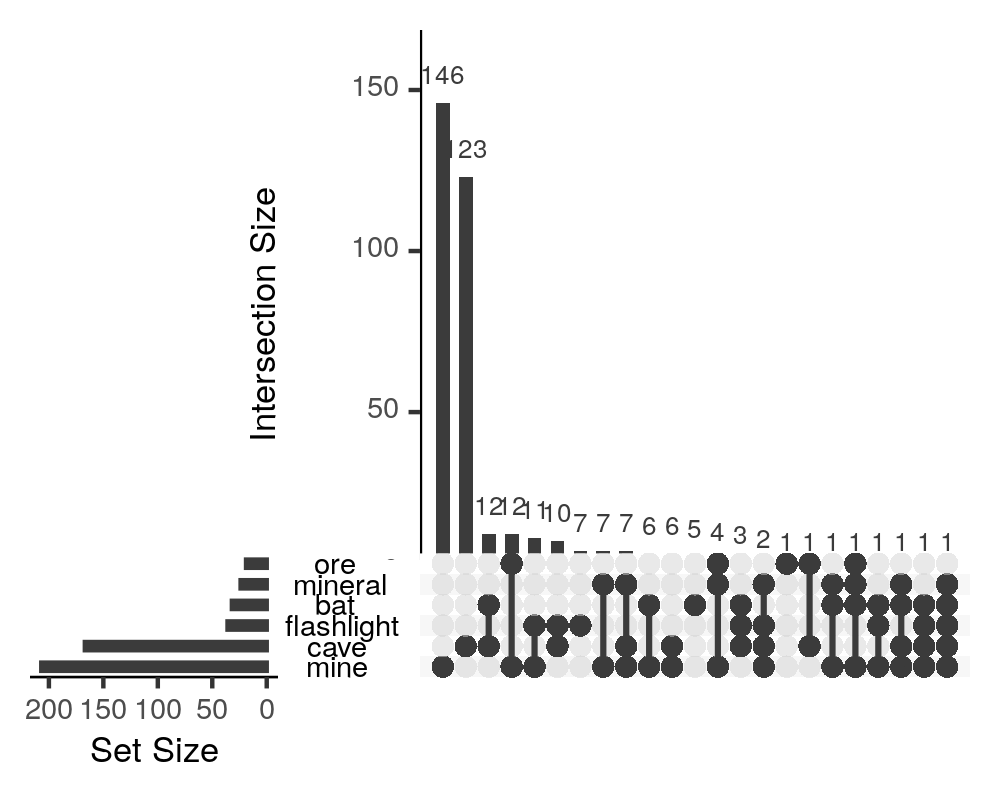 146
150
123
100
Intersection Size
50
12 12 11 10 7 7 7 6 6 5 4 3 2 1 1 1 1 1 1 1 1
ore
mineral
bat
flashlight
cave
mine
200 150 100 50 0
Set Size